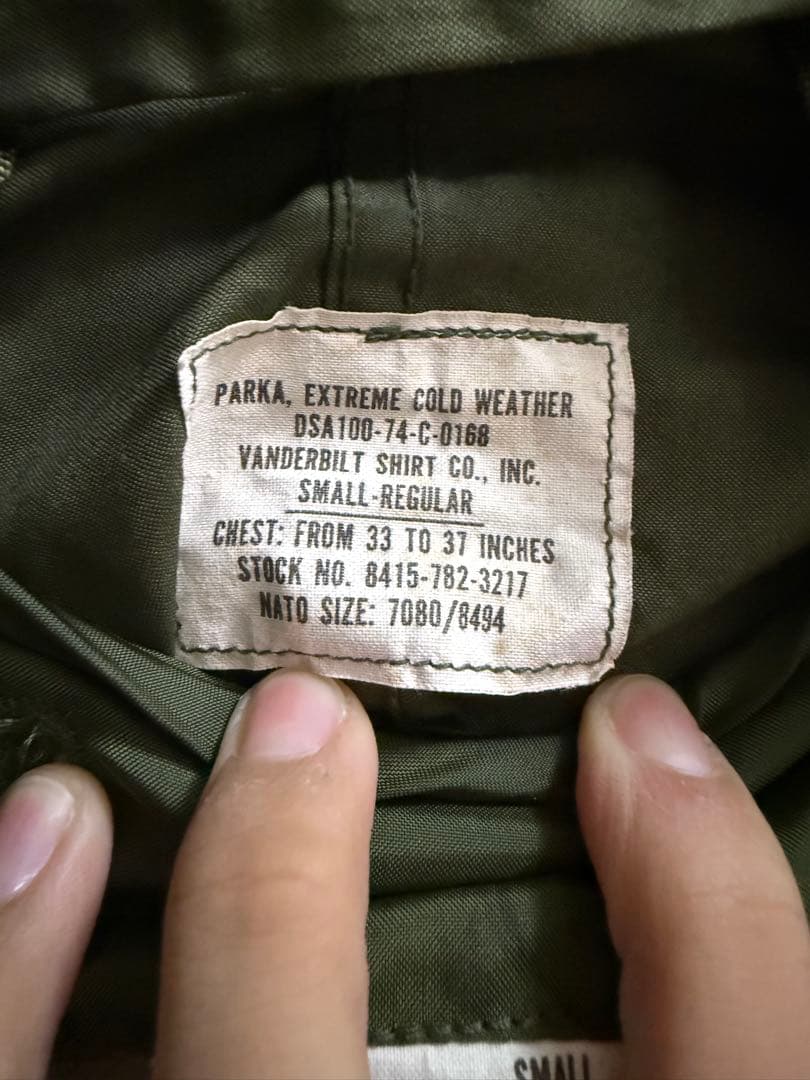 PARKA, EXTREME COLD WEATHER
DSA100-74-C-0168
VANDERBILT SHIRT CO., INC.
SMALL-REGULAR
CHEST: FROM 33 TO 37 INCHES
STOCK NO. 8415-782-3217
NATO SIZE: 7080/8494
SMALL